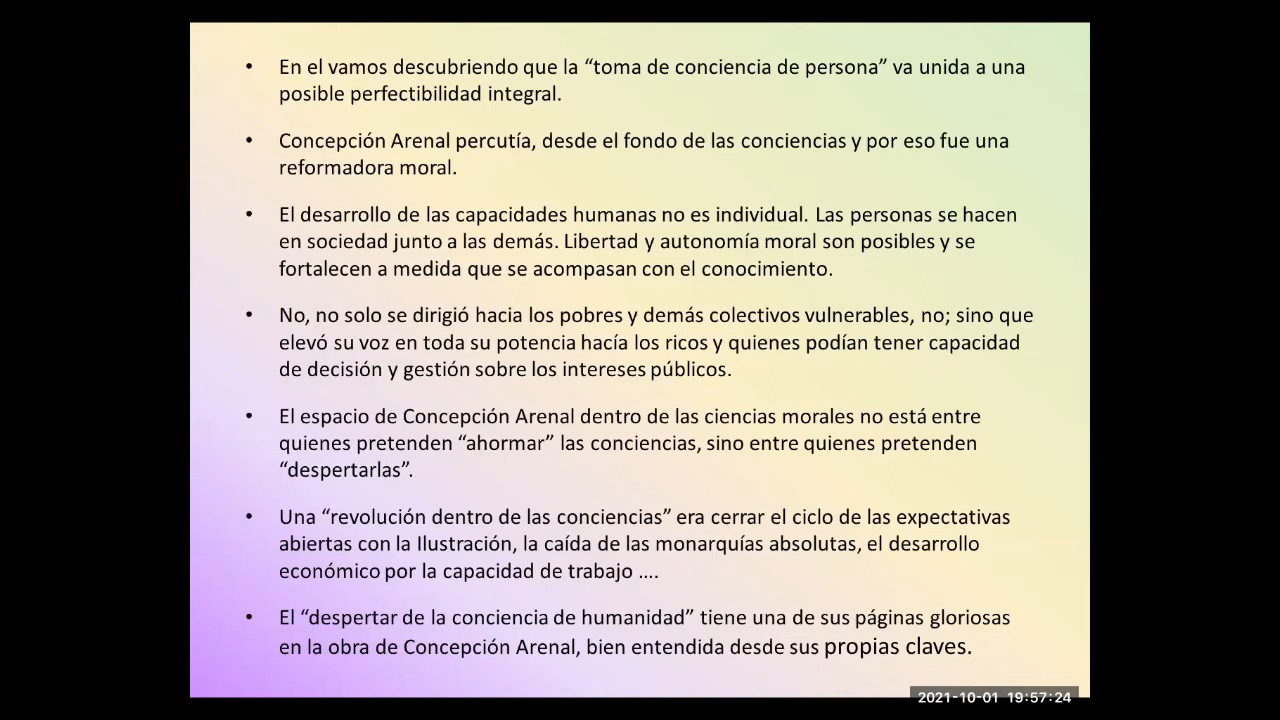 • En el vamos descubriendo que la “toma de conciencia de persona” va unida a una
posible perfectibilidad integral.
• Concepción Arenal percutía, desde el fondo de las conciencias y por eso fue una
reformadora moral.
• El desarrollo de las capacidades humanas no es individual. Las personas se hacen
en sociedad junto a las demás. Libertad y autonomía moral son posibles y se
fortalecen a medida que se acompasan con el conocimiento.
• No, no solo se dirigió hacia los pobres y demás colectivos vulnerables, no; sino que
elevó su voz en toda su potencia hacía los ricos y quienes podían tener capacidad
de decisión y gestión sobre los intereses públicos.
• El espacio de Concepción Arenal dentro de las ciencias morales no está entre
quienes pretenden “ahormar” las conciencias, sino entre quienes pretenden
“despertarlas”.
• Una “revolución dentro de las conciencias” era cerrar el ciclo de las expectativas
abiertas con la Ilustración, la caída de las monarquías absolutas, el desarrollo
económico por la capacidad de trabajo ....
• El “despertar de la conciencia de humanidad” tiene una de sus páginas gloriosas
en la obra de Concepción Arenal, bien entendida desde sus propias claves.
2021-10-01 19:57:24